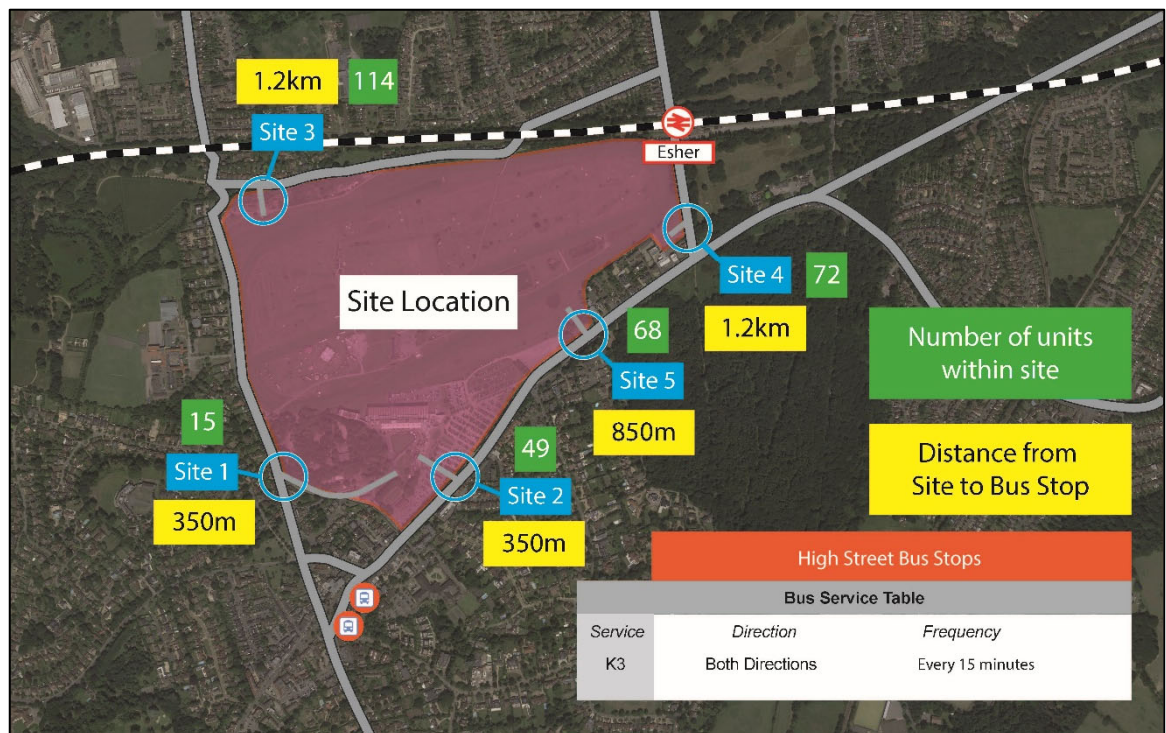 1.2km
114
Site 3
Esher
Site Location
Site 4
72
1.2km
68
Site 5
850m
Number of units
within site
15
Site 1
350m
49
Site 2
350m
Distance from
Site to Bus Stop
High Street Bus Stops
Bus Service Table
Service Direction Frequency
K3 Both Directions Every 15 minutes